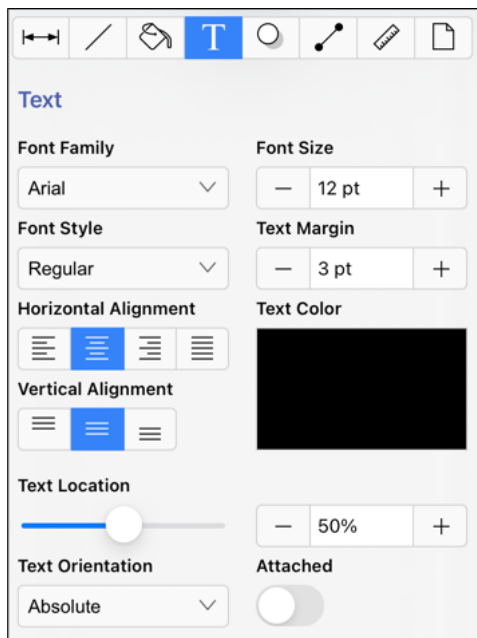 T
Text
Font Family
Font Size
Arial
12 pt
Font Style
Text Margin
Regular
3 pt
Horizontal Alignment
Text Color
Vertical Alignment
Text Location
50%
Text Orientation
Attached
Absolute